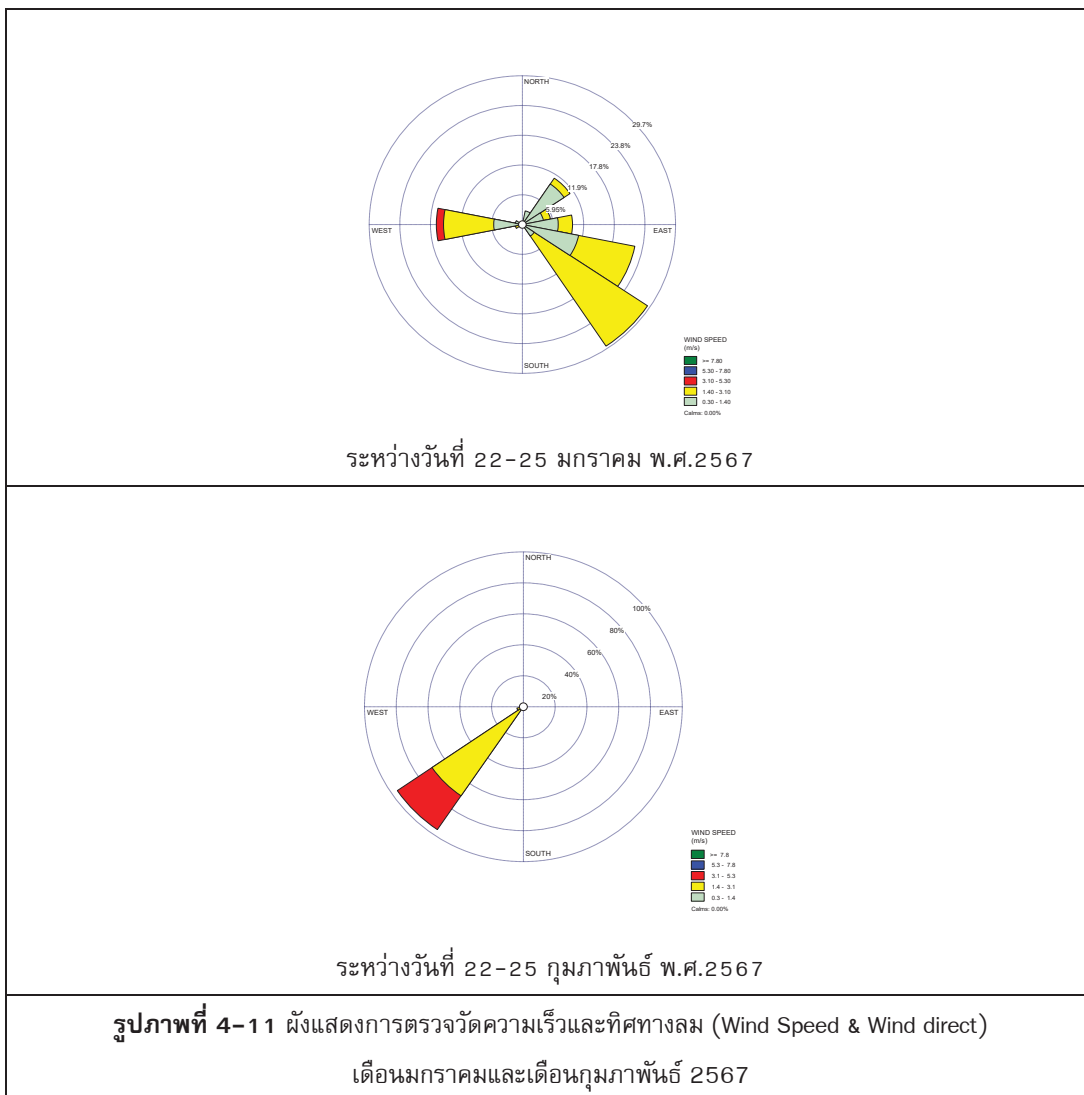 NORTH
29.7%
23.8%
17.8%
11.9%
5.95%
WEST
EAST
SOUTH
WIND SPEED
(m/s)
>= 7.80
5.30 - 7.80
3.10 - 5.30
1.40 - 3.10
0.30 - 1.40
Calms: 0.00%
ระหว่างวันที่ 22-25 มกราคม พ.ศ.2567
NORTH
100%
80%
60%
40%
20%
WEST
EAST
SOUTH
WIND SPEED
(m/s)
>= 7.8
5.3 - 7.8
3.1 - 5.3
1.4 - 3.1
0.3 - 1.4
Calms: 0.00%
ระหว่างวันที่ 22-25 กุมภาพันธ์ พ.ศ.2567
รูปภาพที่ 4-11 ผังแสดงการตรวจวัดความเร็วและทิศทางลม (Wind Speed & Wind direct)
เดือนมกราคมและเดือนกุมภาพันธ์ 2567